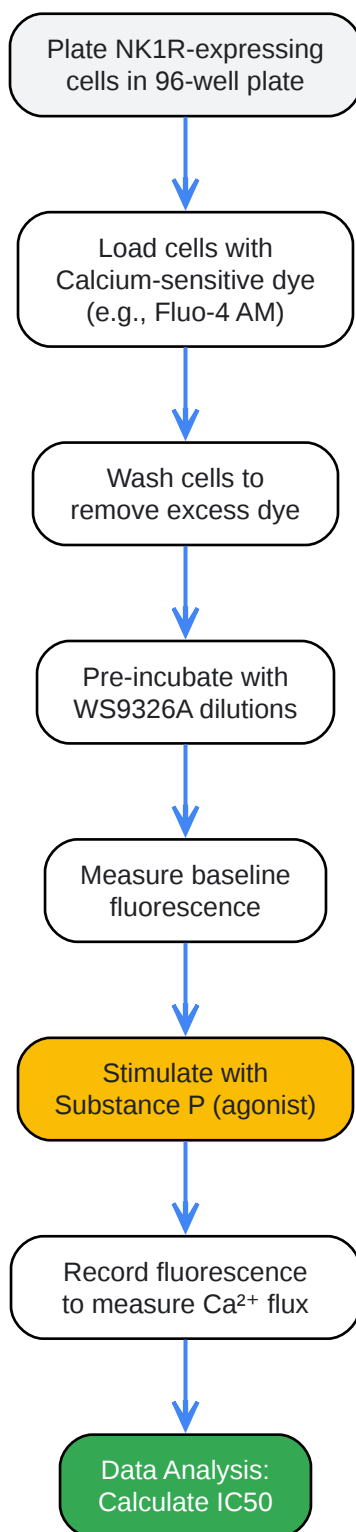 Plate NK1R-expressing
cells in 96-well plate
Load cells with
Calcium-sensitive dye
(e.g., Fluo-4 AM)
Wash cells to
remove excess dye
Pre-incubate with
WS9326A dilutions
Measure baseline
fluorescence
Stimulate with
Substance P (agonist)
Record fluorescence
to measure Ca²⁺ flux
Data Analysis:
Calculate IC50